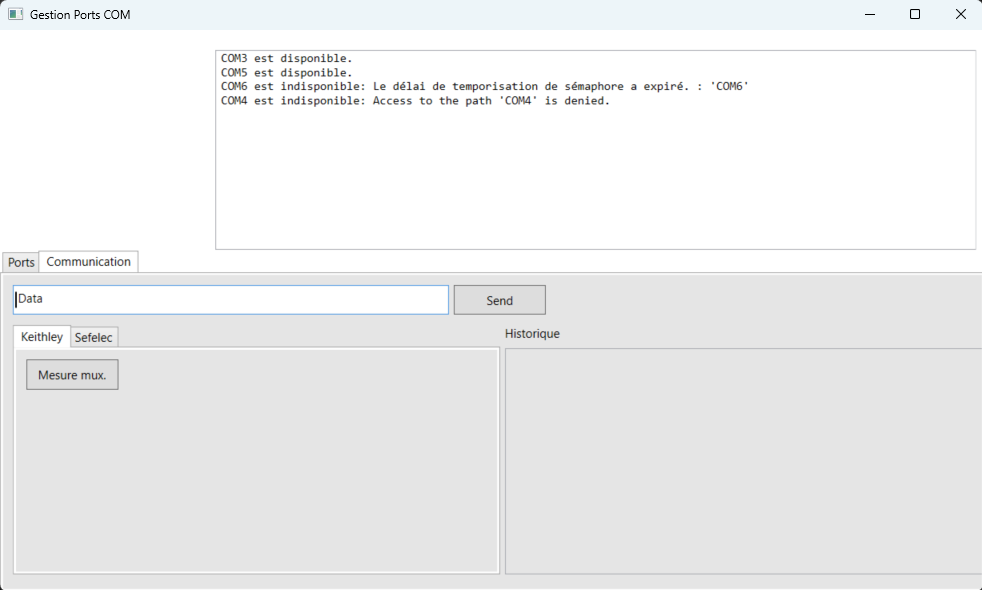 Gestion Ports COM
COM3 est disponible.
COM5 est disponible.
COM6 est indisponible: Le délai de temporisation de sémaphore a expiré. : 'COM6'
COM4 est indisponible: Access to the path 'COM4' is denied.
Ports
Communication
Data
Send
Keithley
Sefelec
Historique
Mesure mux.